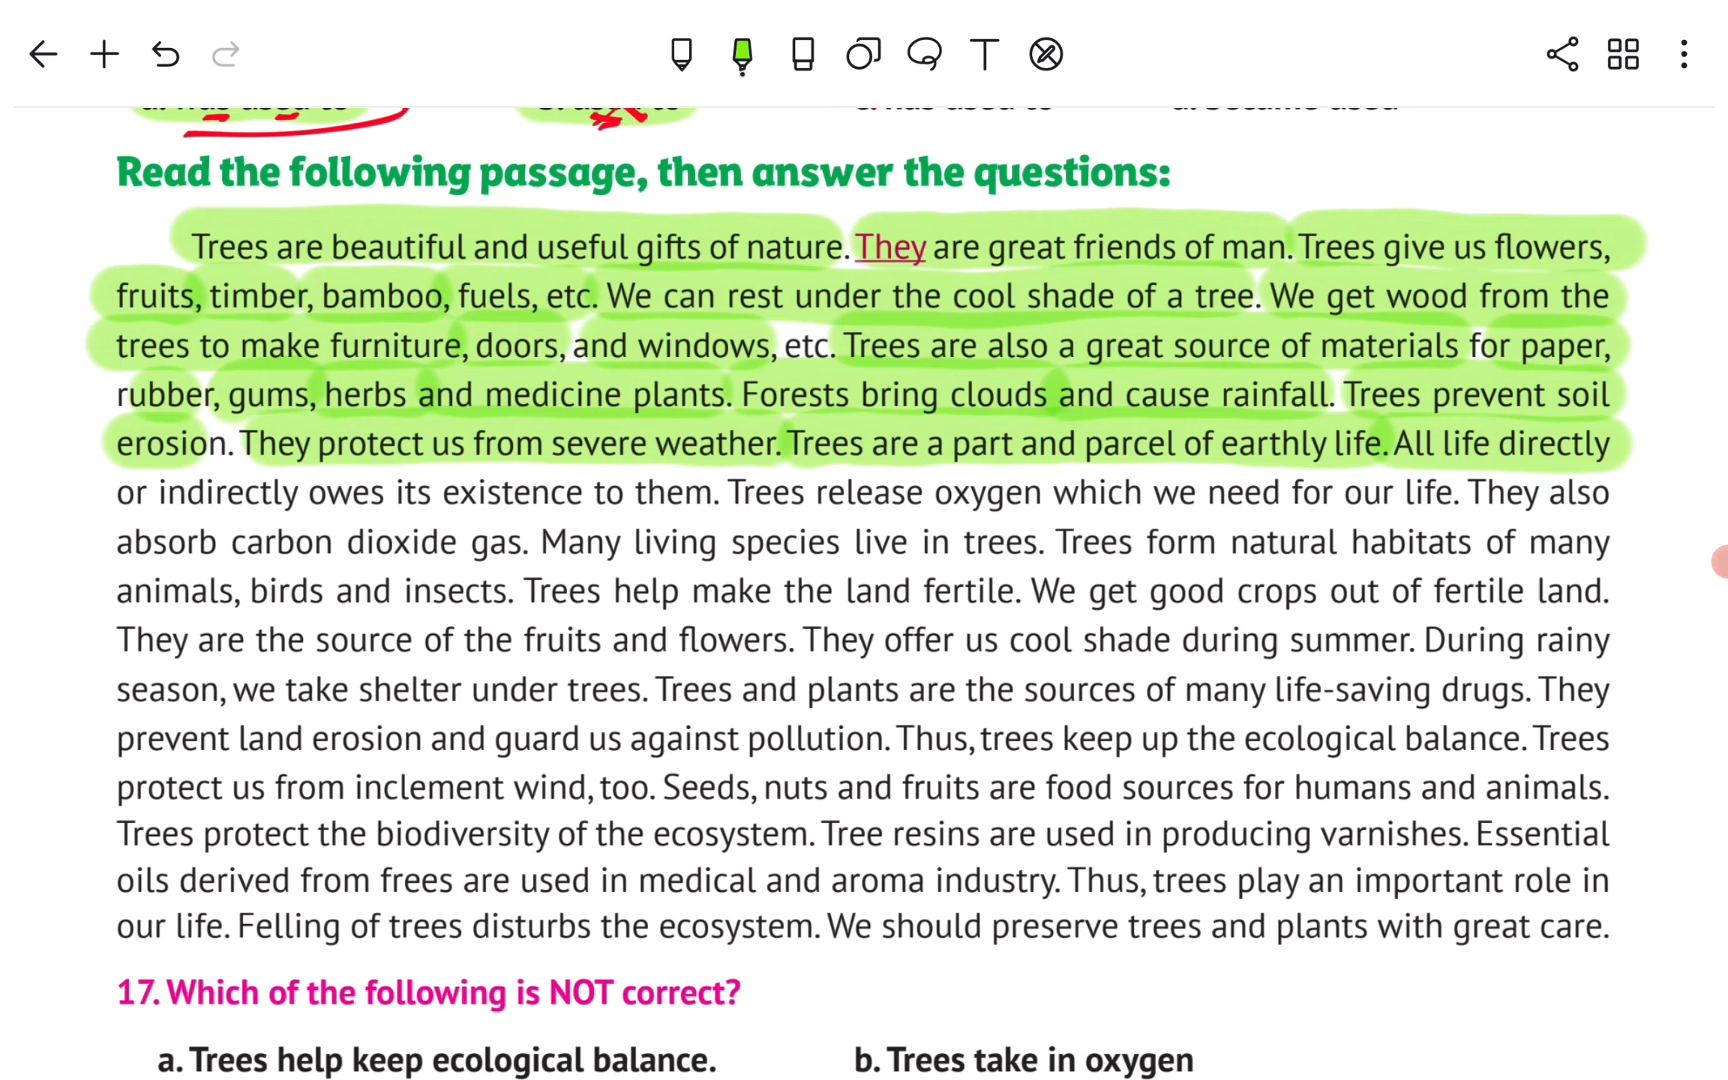 Read the following passage, then answer the questions:
Trees are beautiful and useful gifts of nature. They are great friends of man. Trees give us flowers,
fruits, timber, bamboo, fuels, etc. We can rest under the cool shade of a tree. We get wood from the
trees to make furniture, doors, and windows, etc. Trees are also a great source of materials for paper,
rubber, gums, herbs and medicine plants. Forests bring clouds and cause rainfall. Trees prevent soil
erosion. They protect us from severe weather. Trees are a part and parcel of earthly life. All life directly
or indirectly owes its existence to them. Trees release oxygen which we need for our life. They also
absorb carbon dioxide gas. Many living species live in trees. Trees form natural habitats of many
animals, birds and insects. Trees help make the land fertile. We get good crops out of fertile land.
They are the source of the fruits and flowers. They offer us cool shade during summer. During rainy
season, we take shelter under trees. Trees and plants are the sources of many life-saving drugs. They
prevent land erosion and guard us against pollution. Thus, trees keep up the ecological balance. Trees
protect us from inclement wind, too. Seeds, nuts and fruits are food sources for humans and animals.
Trees protect the biodiversity of the ecosystem. Tree resins are used in producing varnishes. Essential
oils derived from frees are used in medical and aroma industry. Thus, trees play an important role in
our life. Felling of trees disturbs the ecosystem. We should preserve trees and plants with great care.
17. Which of the following is NOT correct?
a. Trees help keep ecological balance. b. Trees take in oxygen